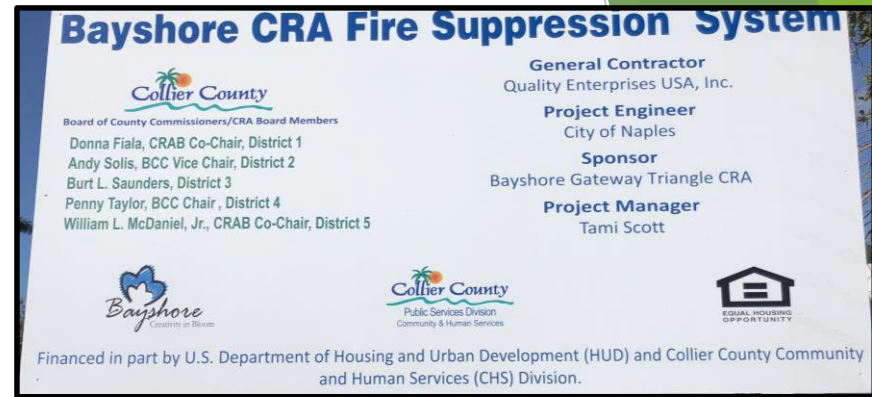 Bayshore CRA Fire Suppression System
Collier County
Board of County Commissioners/CRA Board Members
Donna Fiala, CRAB Co-Chair, District 1
Andy Solis, BCC Vice Chair, District 2
Burt L. Saunders, District 3
Penny Taylor, BCC Chair , District 4
William L. McDaniel, Jr., CRAB Co-Chair, District 5
General Contractor
Quality Enterprises USA, Inc.
Project Engineer
City of Naples
Sponsor
Bayshore Gateway Triangle CRA
Project Manager
Tami Scott
Bayshore
Creativity in Bloom
Collier County
Public Services Division
Community & Human Services
EQUAL HOUSING
OPPORTUNITY
Financed in part by U.S. Department of Housing and Urban Development (HUD) and Collier County Community
and Human Services (CHS) Division.